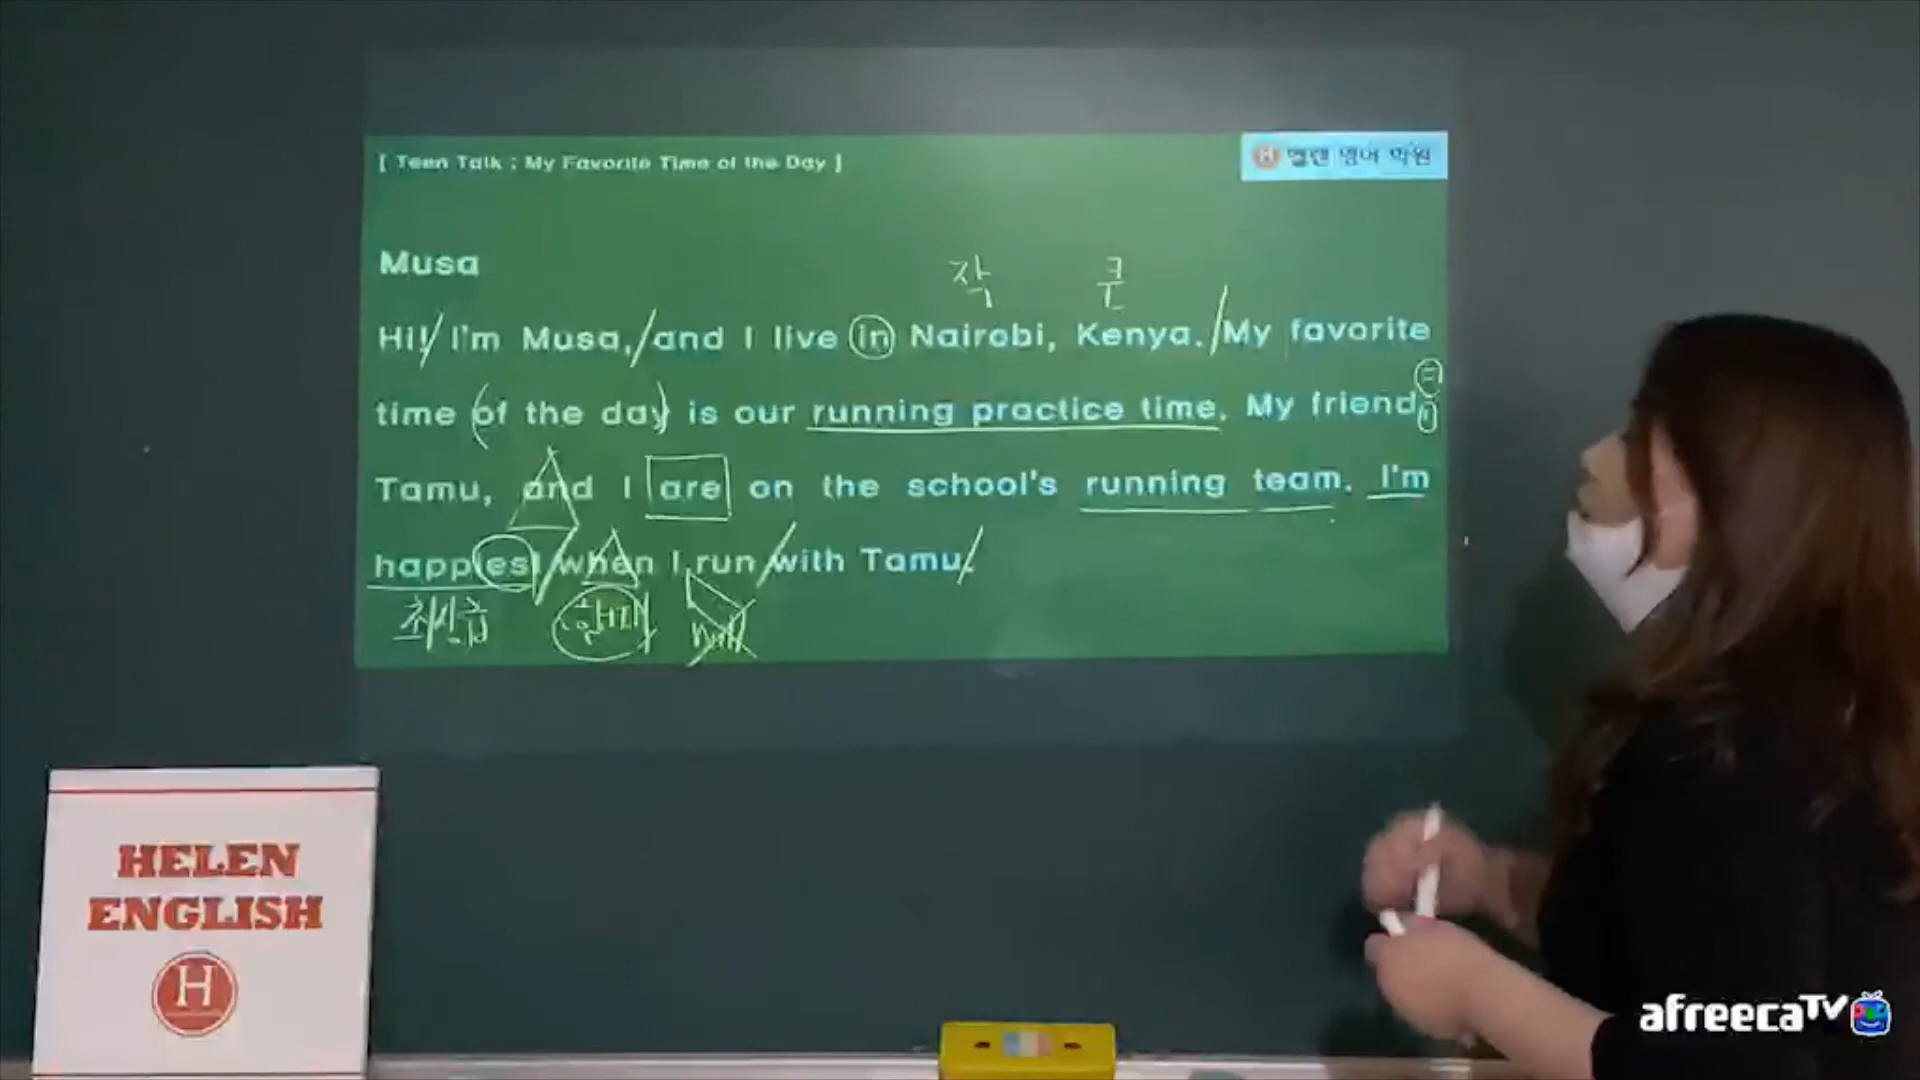 [ Teen Talk : My Favorite Time of the Day ]
H 헬렌 영어 학원
Musa
작 큰
Hi! I'm Musa, and I live in Nairobi, Kenya. My favorite
time of the day is our running practice time. My friend,
Tamu, and I are on the school's running team. I'm
happiest when I run with Tamu.
최상급
HELEN
ENGLISH
H
afreecaTV